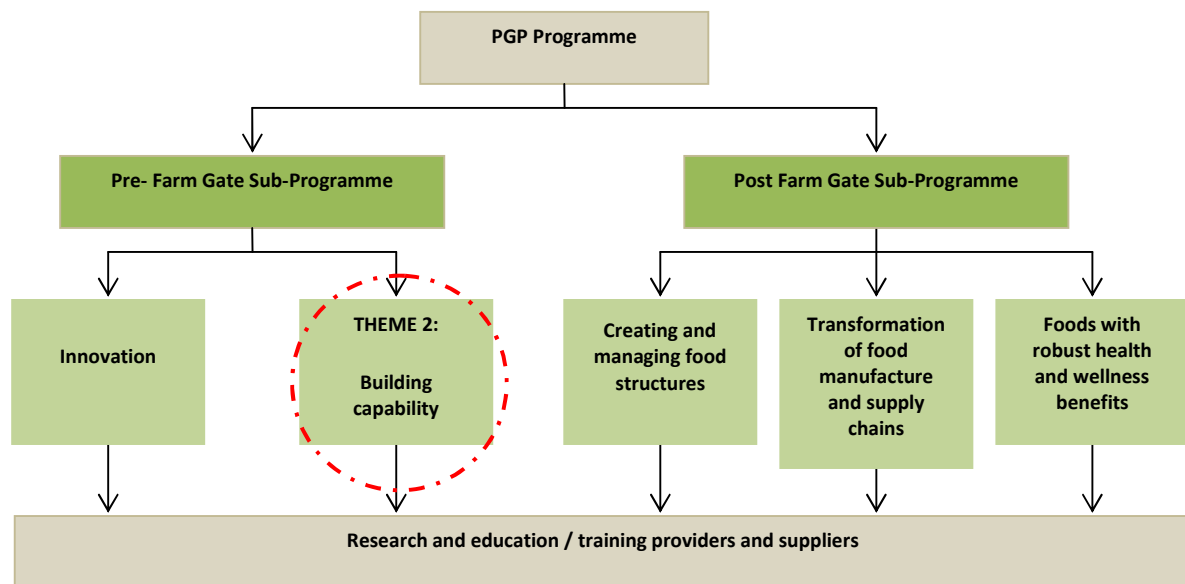 PGP Programme
Pre- Farm Gate Sub-Programme
Post Farm Gate Sub-Programme
Innovation
THEME 2:
Building
capability
Creating and
managing food
structures
Transformation
of food
manufacture
and supply
chains
Foods with
robust health
and wellness
benefits
Research and education / training providers and suppliers